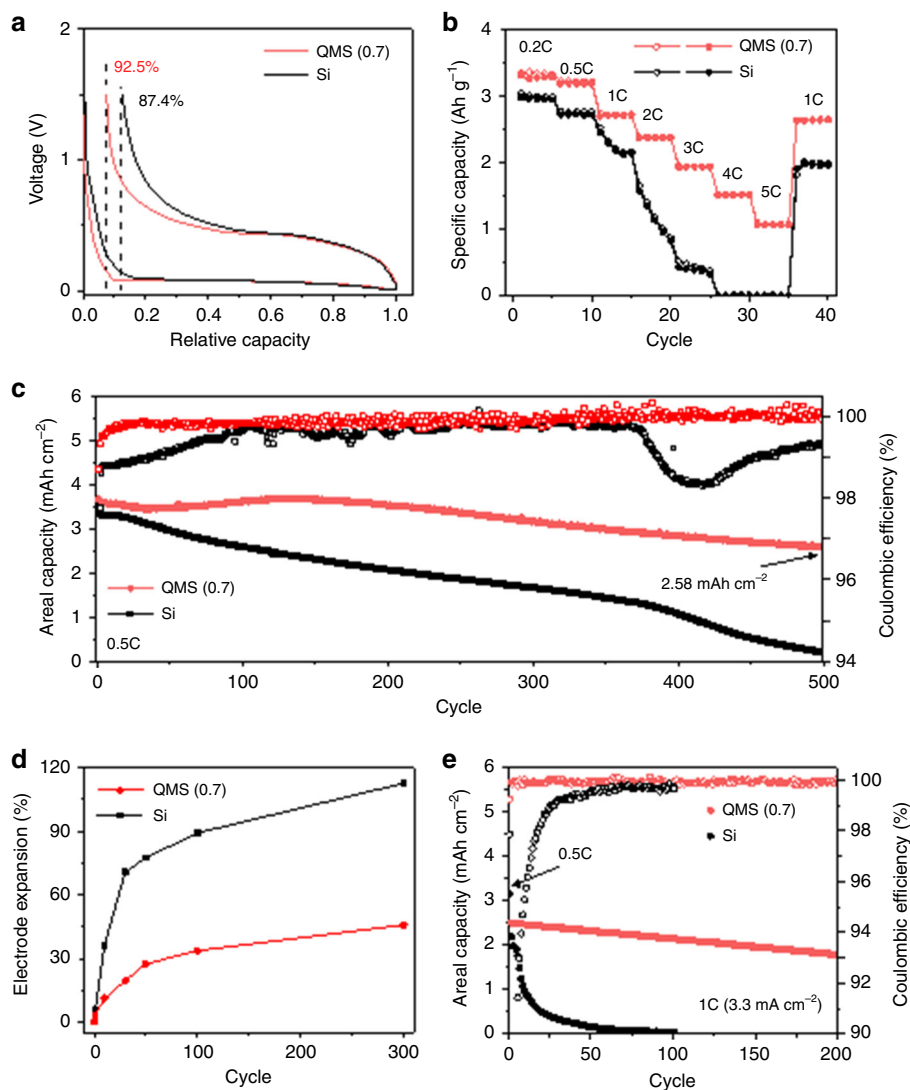 a
2
1
0
Voltage (V)
0.0
0.2
0.4
0.6
0.8
1.0
Relative capacity
92.5%
87.4%
QMS (0.7)
Si
b
4
3
2
1
0
Specific capacity (Ah g⁻¹)
0
10
20
30
40
Cycle
0.2C
0.5C
1C
2C
3C
4C
5C
1C
QMS (0.7)
Si
c
6
5
4
3
2
1
0
Areal capacity (mAh cm⁻²)
0
100
200
300
400
500
Cycle
100
98
96
94
Coulombic efficiency (%)
QMS (0.7)
Si
0.5C
2.58 mAh cm⁻²
d
120
90
60
30
0
Electrode expansion (%)
0
100
200
300
Cycle
QMS (0.7)
Si
e
6
5
4
3
2
1
0
Areal capacity (mAh cm⁻²)
0
50
100
150
200
Cycle
100
98
96
94
92
90
Coulombic efficiency (%)
QMS (0.7)
Si
0.5C
1C (3.3 mA cm⁻²)